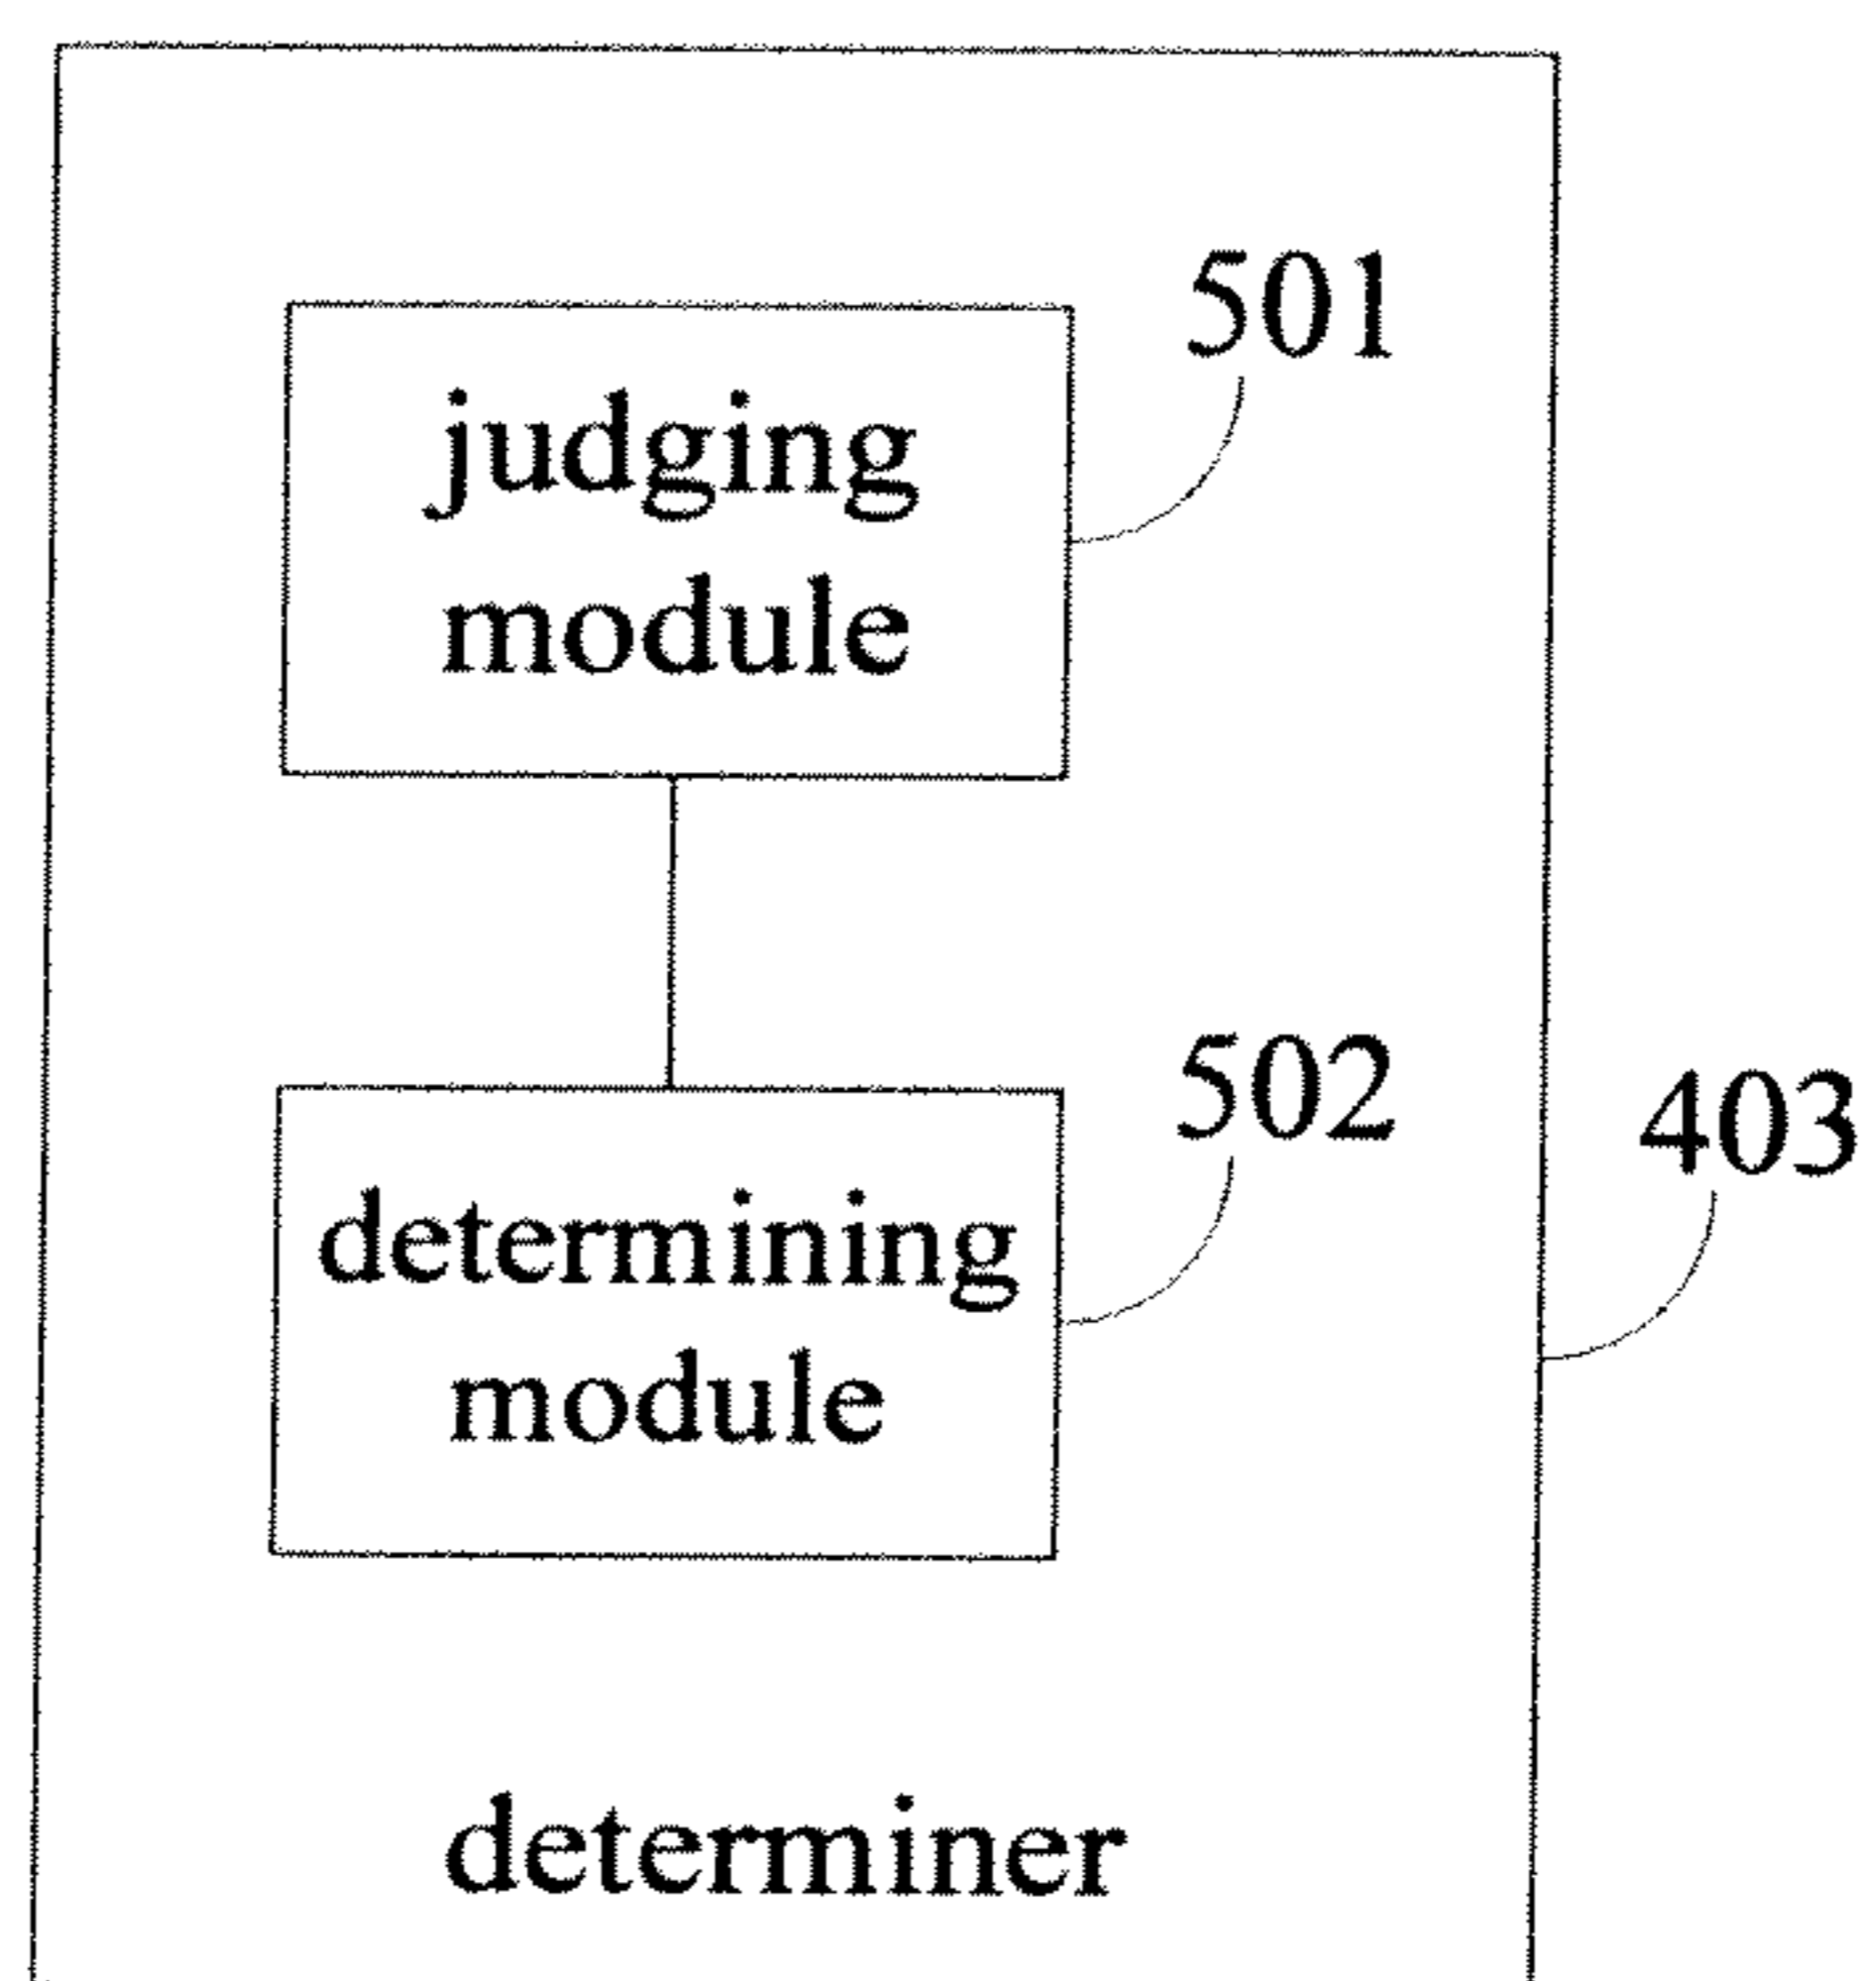 501
judging
module
502
403
determining
module
determiner